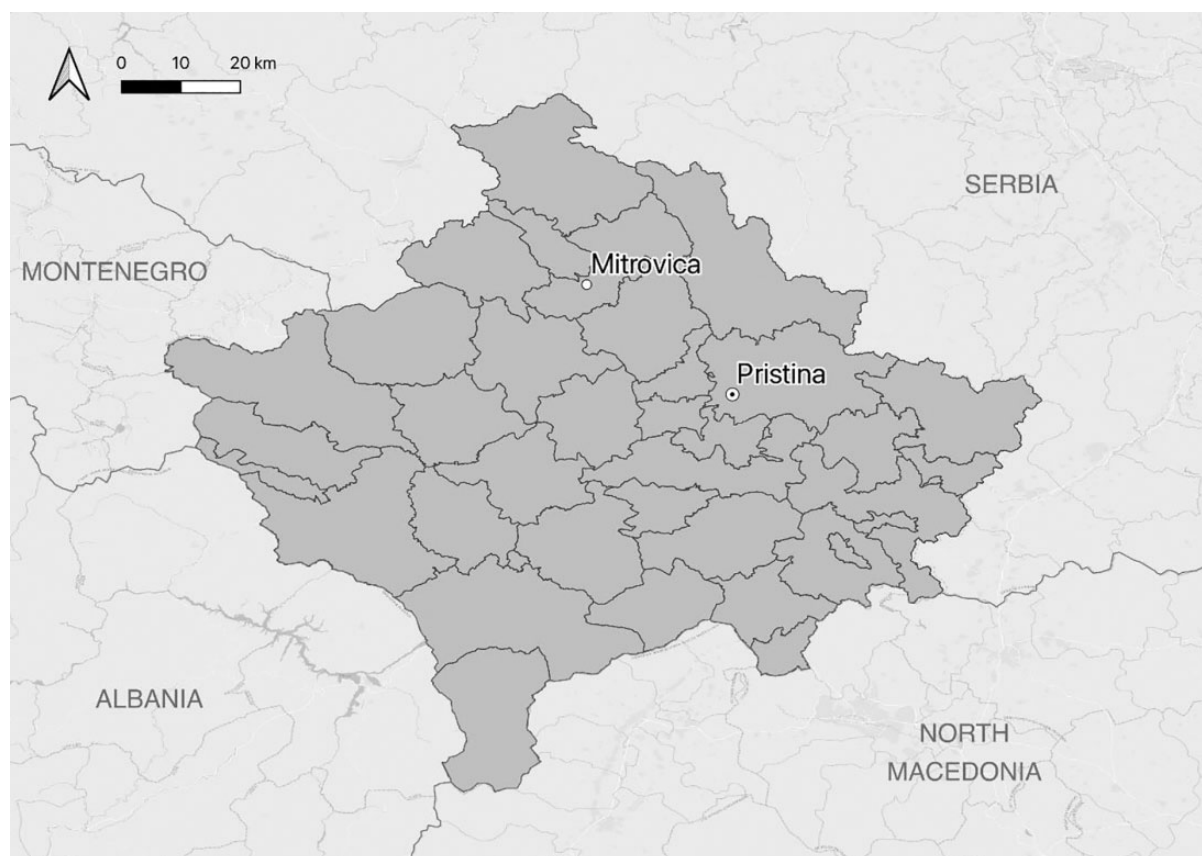 0 10 20 km
SERBIA
Mitrovica
MONTENEGRO
Pristina
ALBANIA
NORTH
MACEDONIA